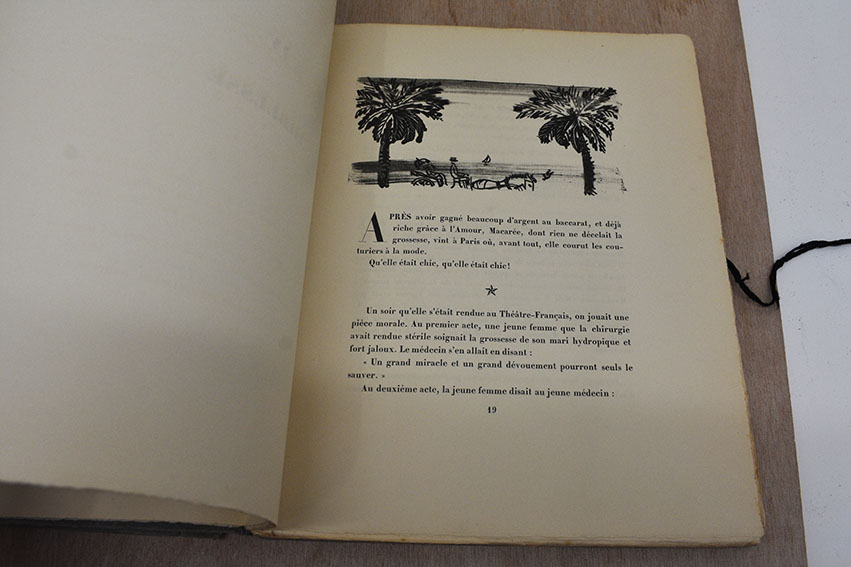 APRÈS avoir gagné beaucoup d'argent au baccarat, et déjà
riche grâce à l'Amour, Macarée, dont rien ne décelait la
grossesse, vint à Paris où, avant tout, elle courut les cou-
turiers à la mode.
Qu'elle était chic, qu'elle était chic!
Un soir qu'elle s'était rendue au Théâtre-Français, on jouait une
pièce morale. Au premier acte, une jeune femme que la chirurgie
avait rendue stérile soignait la grossesse de son mari hydropique et
fort jaloux. Le médecin s'en allait en disant :
« Un grand miracle et un grand dévouement pourront seuls le
sauver. »
Au deuxième acte, la jeune femme disait au jeune médecin :
19